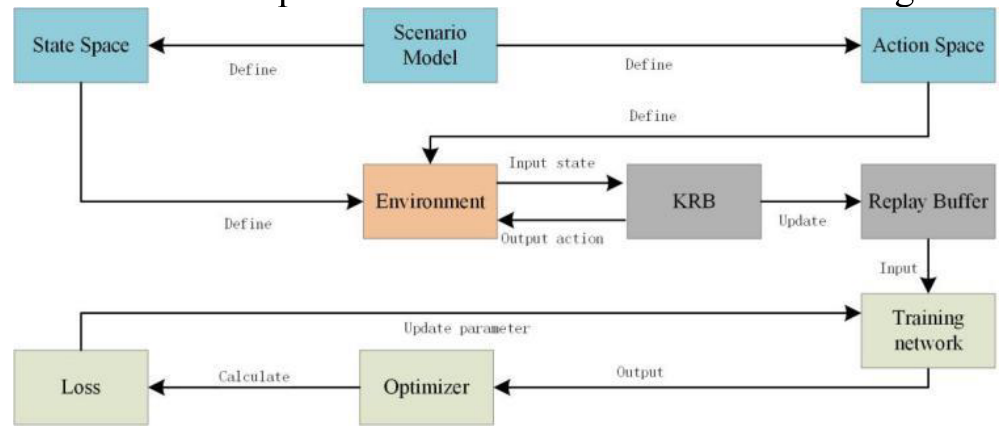 State Space
Scenario
Model
Action Space
Define
Define
Define
Input state
Environment
KRB
Replay Buffer
Define
Output action
Update
Input
Training
network
Update parameter
Loss
Calculate
Optimizer
Output